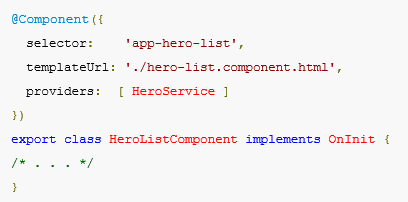 @Component({
  selector:    'app-hero-list',
  templateUrl: './hero-list.component.html',
  providers:  [ HeroService ]
})
export class HeroListComponent implements OnInit {
/* . . . */
}